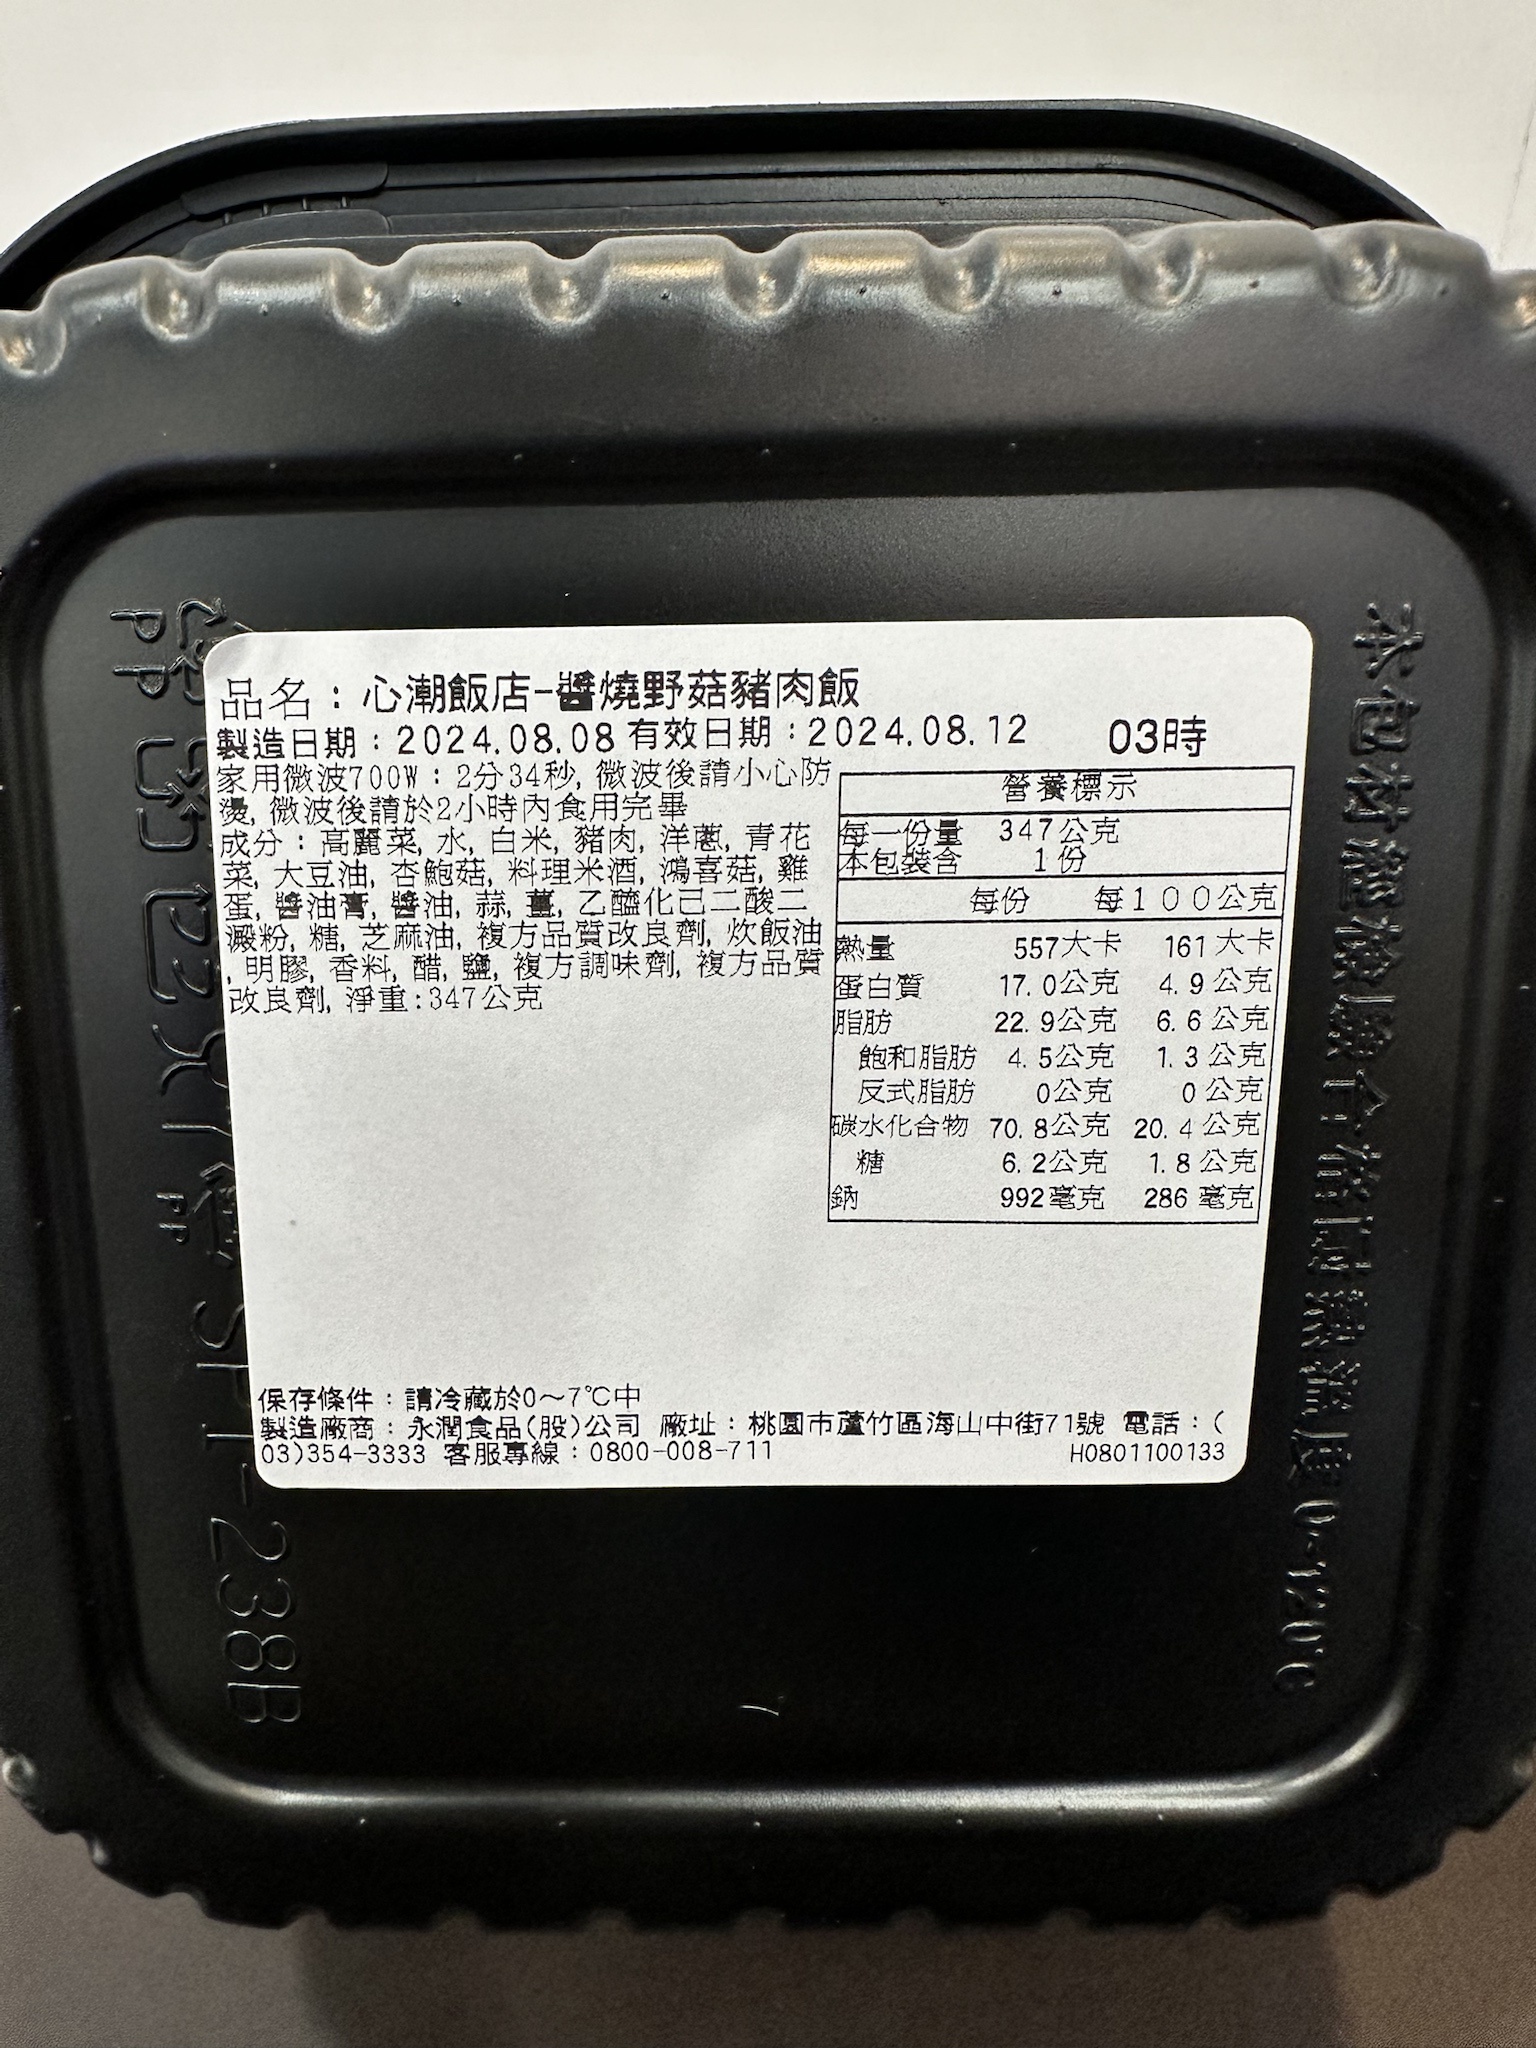 品名：心潮飯店-醬燒野菇豬肉飯
製造日期：2024.08.08 有效日期：2024.08.12 03時
家用微波700W：2分34秒, 微波後請小心防
燙, 微波後請於2小時內食用完畢
成分：高麗菜, 水, 白米, 豬肉, 洋蔥, 青花
菜, 大豆油, 杏鮑菇, 料理米酒, 鴻喜菇, 雞
蛋, 醬油膏, 醬油, 蒜, 薑, 乙醯化己二酸二
澱粉, 糖, 芝麻油, 複方品質改良劑, 炊飯油
, 明膠, 香料, 醋, 鹽, 複方調味劑, 複方品質
改良劑, 淨重:347公克
營養標示
每一份量 347公克
本包裝含 1份
每份 每100公克
熱量 557大卡 161大卡
蛋白質 17.0公克 4.9公克
脂肪 22.9公克 6.6公克
飽和脂肪 4.5公克 1.3公克
反式脂肪 0公克 0公克
碳水化合物 70.8公克 20.4公克
糖 6.2公克 1.8公克
鈉 992毫克 286毫克
保存條件：請冷藏於0～7℃中
製造廠商：永潤食品(股)公司 廠址：桃園市蘆竹區海山中街71號 電話：(
03)354-3333 客服專線：0800-008-711 H0801100133
本包材經檢驗合格耐熱溫度0~120℃
PP
PP
-238B